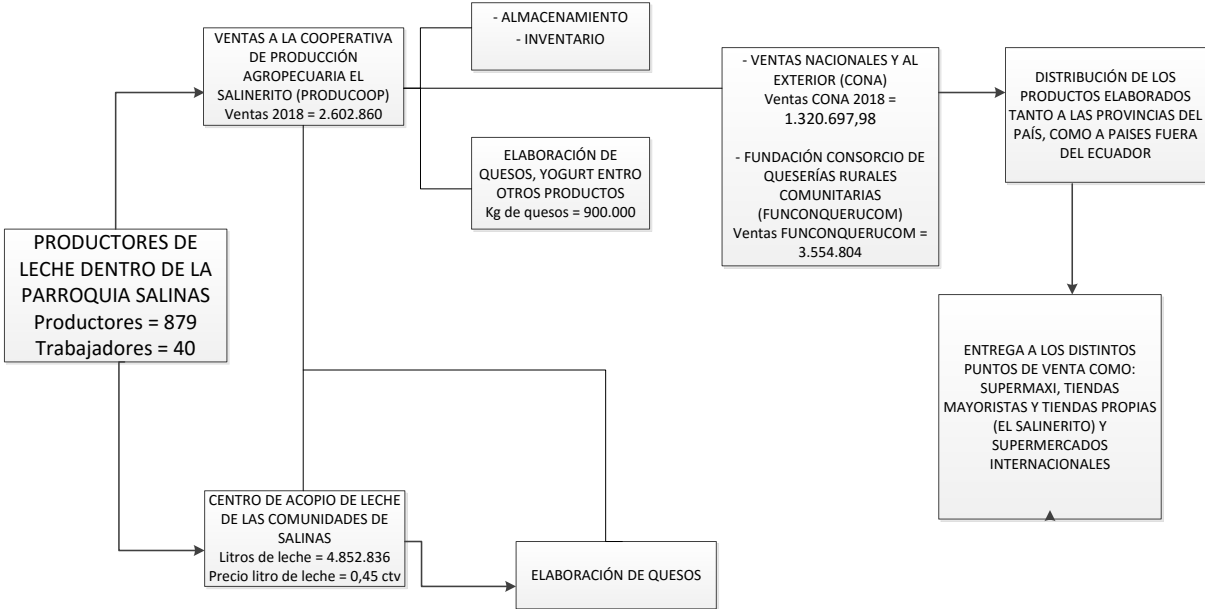 - ALMACENAMIENTO
- INVENTARIO
VENTAS A LA COOPERATIVA
DE PRODUCCIÓN
AGROPECUARIA EL
SALINERITO (PRODUCOOP)
Ventas 2018 = 2.602.860
- VENTAS NACIONALES Y AL
EXTERIOR (CONA)
Ventas CONA 2018 =
1.320.697,98
- FUNDACIÓN CONSORCIO DE
QUESERÍAS RURALES
COMUNITARIAS
(FUNCONQUERUCOM)
Ventas FUNCONQUERUCOM =
3.554.804
DISTRIBUCIÓN DE LOS
PRODUCTOS ELABORADOS
TANTO A LAS PROVINCIAS DEL
PAÍS, COMO A PAISES FUERA
DEL ECUADOR
ELABORACIÓN DE
QUESOS, YOGURT ENTRO
OTROS PRODUCTOS
Kg de quesos = 900.000
PRODUCTORES DE
LECHE DENTRO DE LA
PARROQUIA SALINAS
Productores = 879
Trabajadores = 40
ENTREGA A LOS DISTINTOS
PUNTOS DE VENTA COMO:
SUPERMAXI, TIENDAS
MAYORISTAS Y TIENDAS PROPIAS
(EL SALINERITO) Y
SUPERMERCADOS
INTERNACIONALES
CENTRO DE ACOPIO DE LECHE
DE LAS COMUNIDADES DE
SALINAS
Litros de leche = 4.852.836
Precio litro de leche = 0,45 ctv
ELABORACIÓN DE QUESOS